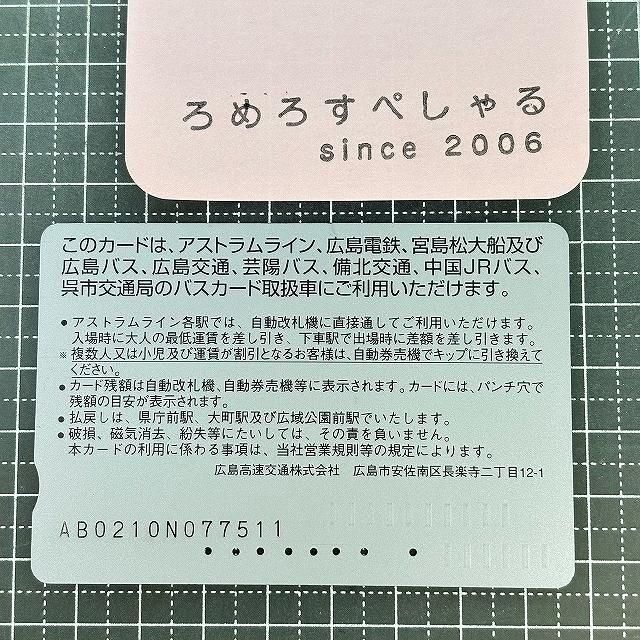 ろめろすぺしゃる
since 2006
このカードは、アストラムライン、広島電鉄、宮島松大船及び
広島バス、広島交通、芸陽バス、備北交通、中国JRバス、
呉市交通局のバスカード取扱車にご利用いただけます。
● アストラムライン各駅では、自動改札機に直接通してご利用いただけます。
入場時に大人の最低運賃を差し引き、下車駅で出場時に差額を差し引きます。
※ 複数人又は小児及び運賃が割引となるお客様は、自動券売機でキップに引き換えて
ください。
● カード残額は自動改札機、自動券売機等に表示されます。カードには、パンチ穴で
残額の目安が表示されます。
● 払戻しは、県庁前駅、大町駅及び広域公園前駅でいたします。
● 破損、磁気消去、紛失等にたいしては、その責を負いません。
本カードの利用に係わる事項は、当社営業規則等の規定によります。
広島高速交通株式会社 広島市安佐南区長楽寺二丁目12-1
AB0210N077511